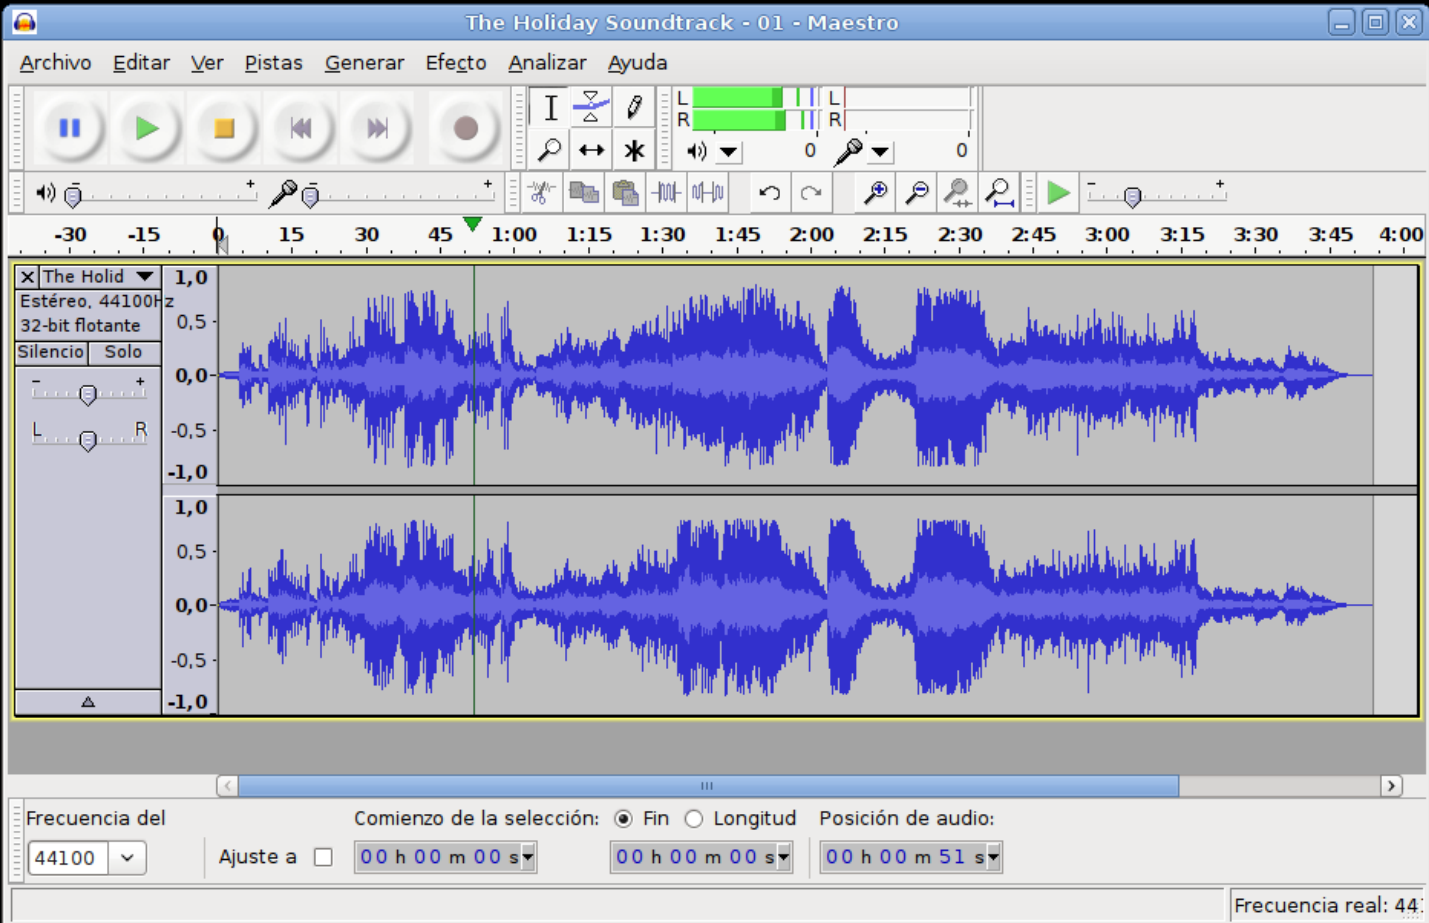 The Holiday Soundtrack - 01 - Maestro
Archivo Editar Ver Pistas Generar Efecto Analizar Ayuda
L L
R R
0 0
- + - + - +
-30 -15 0 15 30 45 1:00 1:15 1:30 1:45 2:00 2:15 2:30 2:45 3:00 3:15 3:30 3:45 4:00
X The Holid
Estéreo, 44100Hz
32-bit flotante
Silencio Solo
- +
L R
1,0
0,5
0,0
-0,5
-1,0
1,0
0,5
0,0
-0,5
-1,0
Frecuencia del Comienzo de la selección: Fin Longitud Posición de audio:
44100 Ajuste a 00 h 00 m 00 s 00 h 00 m 00 s 00 h 00 m 51 s
Frecuencia real: 44